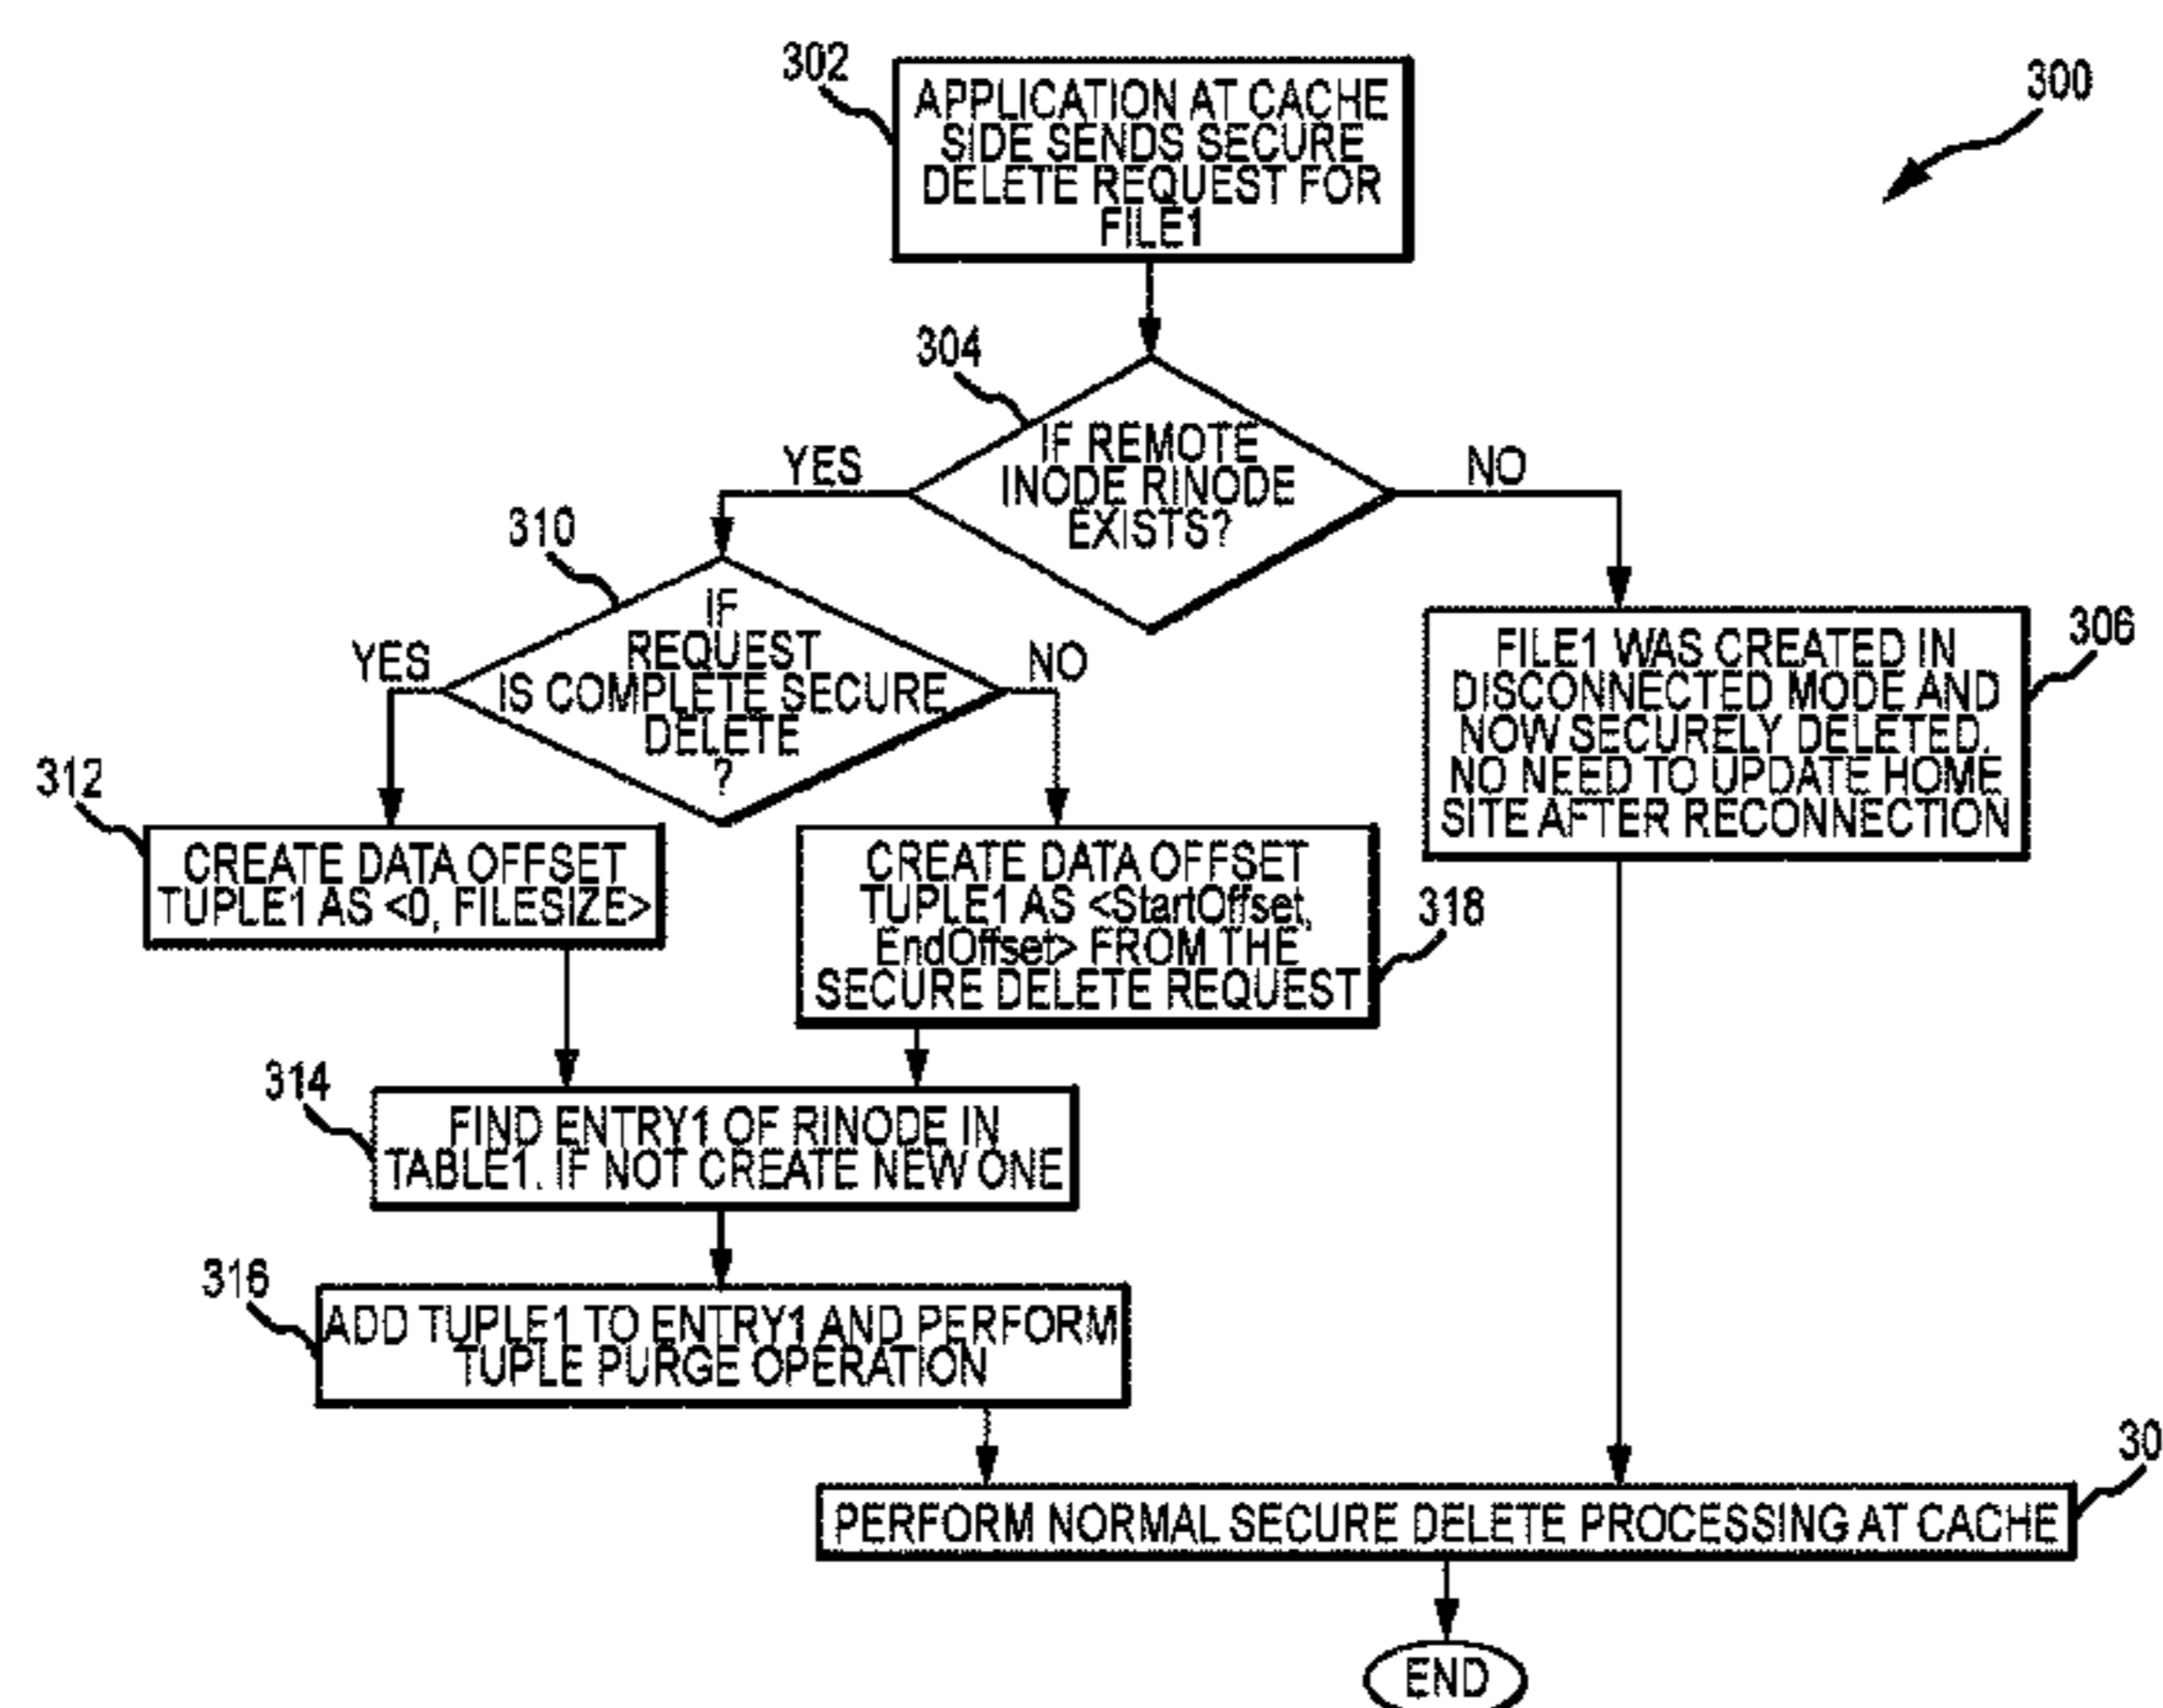 302
APPLICATION AT CACHE
SIDE SENDS SECURE
DELETE REQUEST FOR
FILE1
300
304
IF REMOTE
INODE RINODE
EXISTS?
YES
NO
310
IF
REQUEST
IS COMPLETE SECURE
DELETE
?
YES
NO
306
FILE1 WAS CREATED IN
DISCONNECTED MODE AND
NOW SECURELY DELETED.
NO NEED TO UPDATE HOME
SITE AFTER RECONNECTION
312
CREATE DATA OFFSET
TUPLE1 AS <0, FILESIZE>
CREATE DATA OFFSET
TUPLE1 AS <StartOffset,
EndOffset> FROM THE
SECURE DELETE REQUEST
318
314
FIND ENTRY1 OF RINODE IN
TABLE1. IF NOT CREATE NEW ONE
316
ADD TUPLE1 TO ENTRY1 AND PERFORM
TUPLE PURGE OPERATION
30
PERFORM NORMAL SECURE DELETE PROCESSING AT CACHE
END